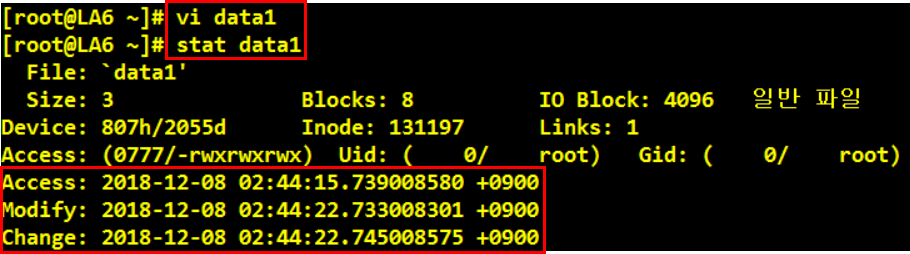 [root@LA6 ~]# vi data1
[root@LA6 ~]# stat data1
  File: `data1'
  Size: 3               Blocks: 8          IO Block: 4096   일반 파일
Device: 807h/2055d      Inode: 131197      Links: 1
Access: (0777/-rwxrwxrwx)  Uid: (    0/    root)   Gid: (    0/    root)
Access: 2018-12-08 02:44:15.739008580 +0900
Modify: 2018-12-08 02:44:22.733008301 +0900
Change: 2018-12-08 02:44:22.745008575 +0900